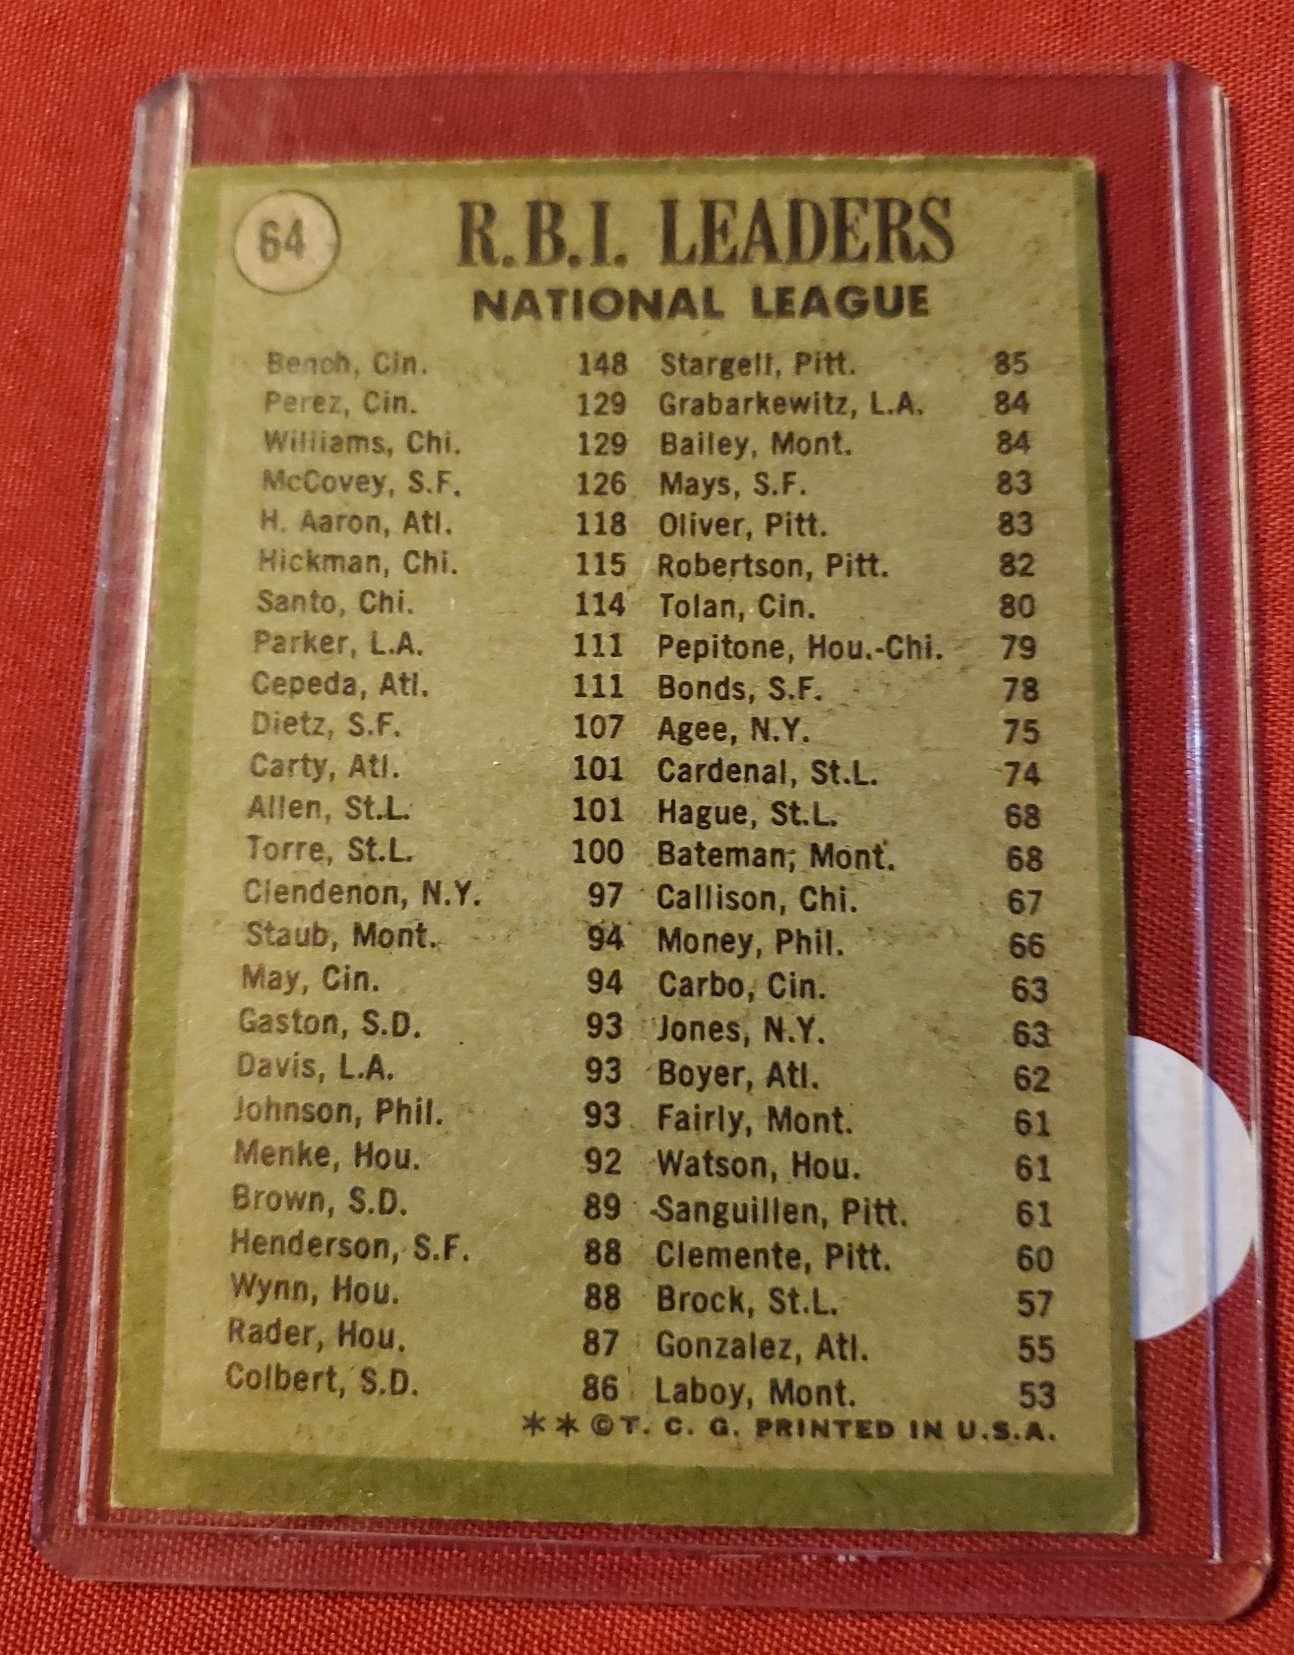 64
R.B.I. LEADERS
NATIONAL LEAGUE
Bench, Cin. 148 Stargell, Pitt. 85
Perez, Cin. 129 Grabarkewitz, L.A. 84
Williams, Chi. 129 Bailey, Mont. 84
McCovey, S.F. 126 Mays, S.F. 83
H. Aaron, Atl. 118 Oliver, Pitt. 83
Hickman, Chi. 115 Robertson, Pitt. 82
Santo, Chi. 114 Tolan, Cin. 80
Parker, L.A. 111 Pepitone, Hou.-Chi. 79
Cepeda, Atl. 111 Bonds, S.F. 78
Dietz, S.F. 107 Agee, N.Y. 75
Carty, Atl. 101 Cardenal, St.L. 74
Allen, St.L. 101 Hague, St.L. 68
Torre, St.L. 100 Bateman, Mont. 68
Clendenon, N.Y. 97 Callison, Chi. 67
Staub, Mont. 94 Money, Phil. 66
May, Cin. 94 Carbo, Cin. 63
Gaston, S.D. 93 Jones, N.Y. 63
Davis, L.A. 93 Boyer, Atl. 62
Johnson, Phil. 93 Fairly, Mont. 61
Menke, Hou. 92 Watson, Hou. 61
Brown, S.D. 89 Sanguillen, Pitt. 61
Henderson, S.F. 88 Clemente, Pitt. 60
Wynn, Hou. 88 Brock, St.L. 57
Rader, Hou. 87 Gonzalez, Atl. 55
Colbert, S.D. 86 Laboy, Mont. 53
**©T. C. G. PRINTED IN U.S.A.